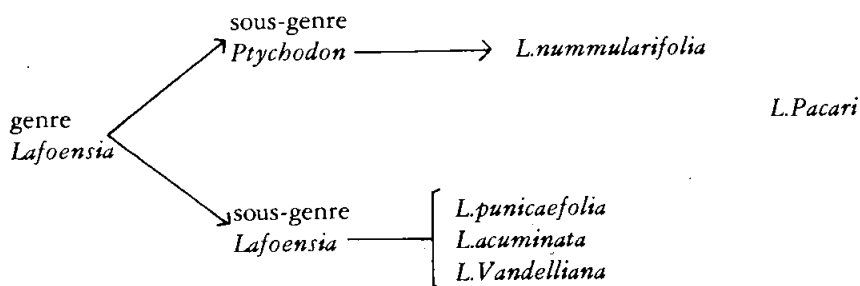 sous-genre
Ptychodon
L.nummularifolia
L.Pacari
genre
Lafoensia
sous-genre
Lafoensia
L.punicaefolia
L.acuminata
L.Vandelliana